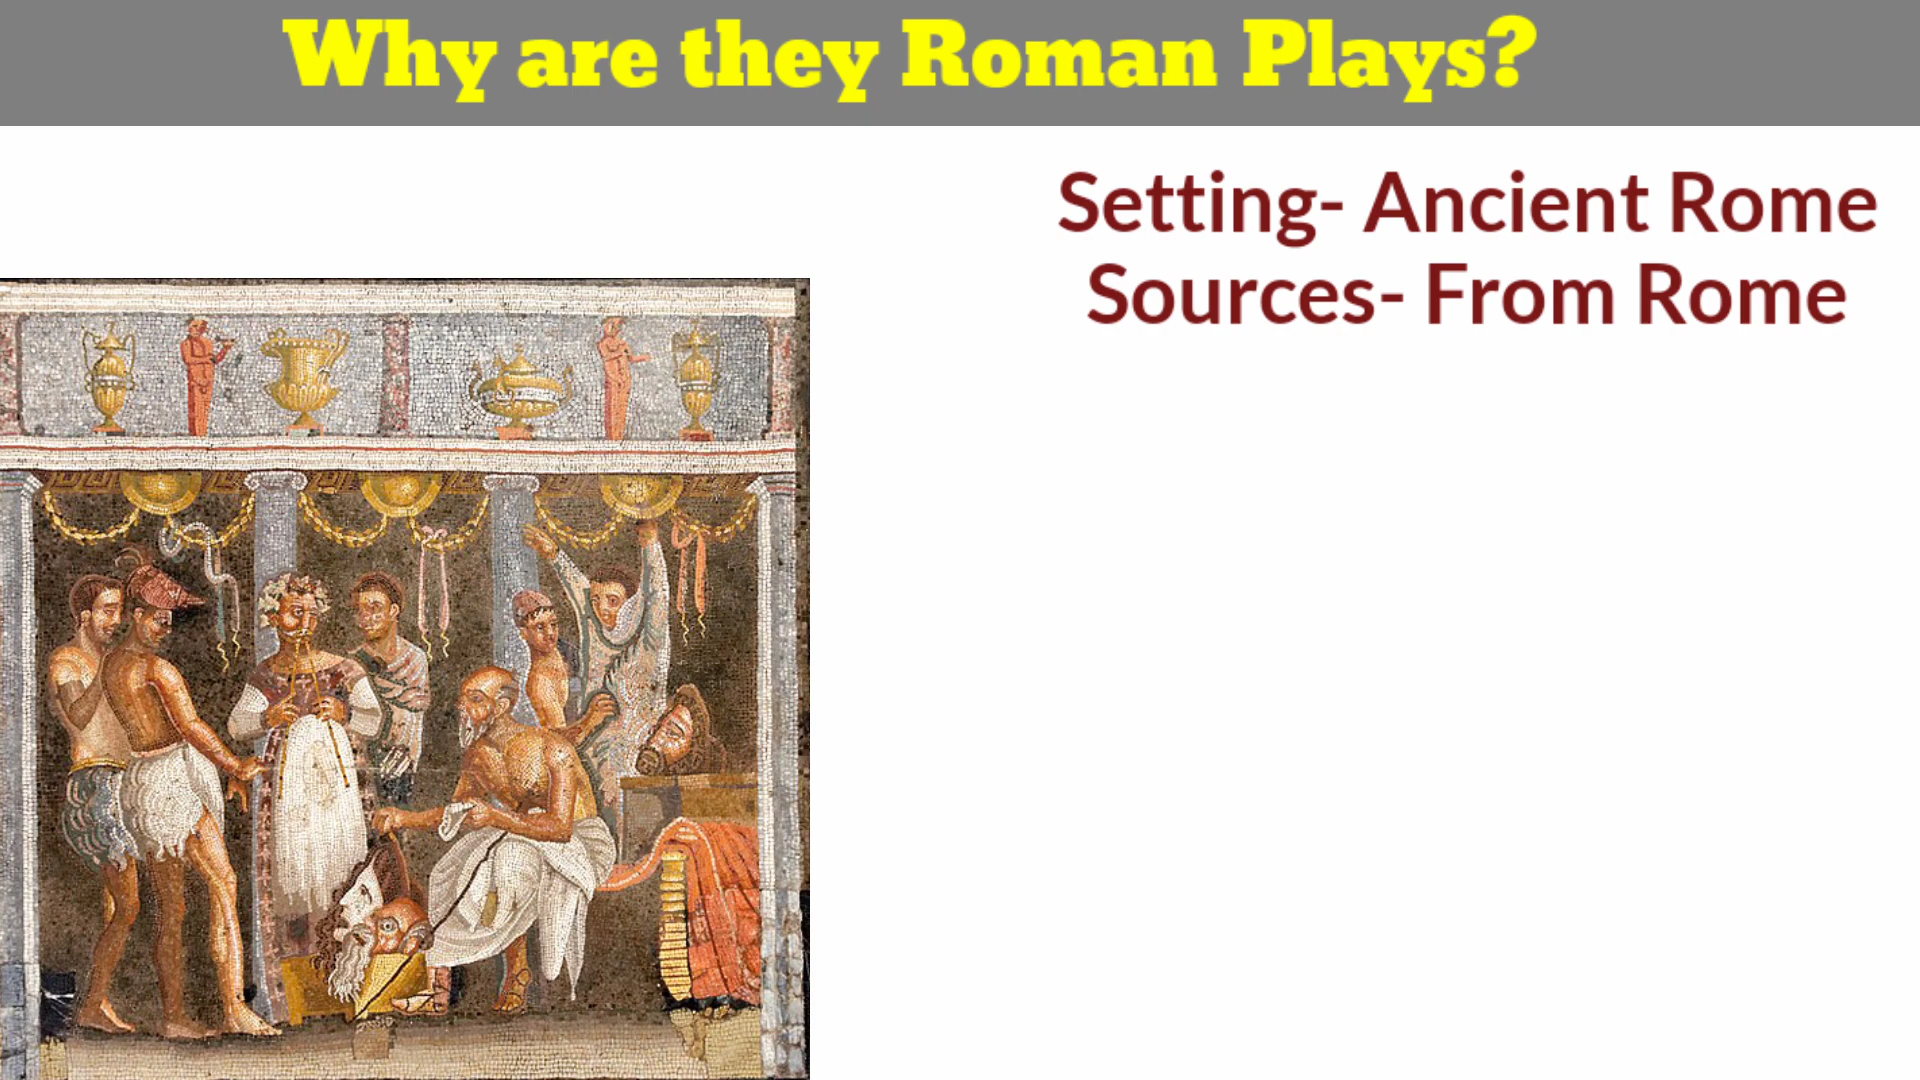 Why are they Roman Plays?
Setting- Ancient Rome
Sources- From Rome